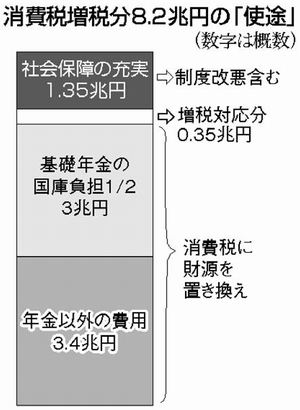 消費税増税分8.2兆円の「使途」
(数字は概数)
社会保障の充実
1.35兆円
制度改悪含む
増税対応分
0.35兆円
基礎年金の
国庫負担1/2
3兆円
年金以外の費用
3.4兆円
消費税に
財源を
置き換え